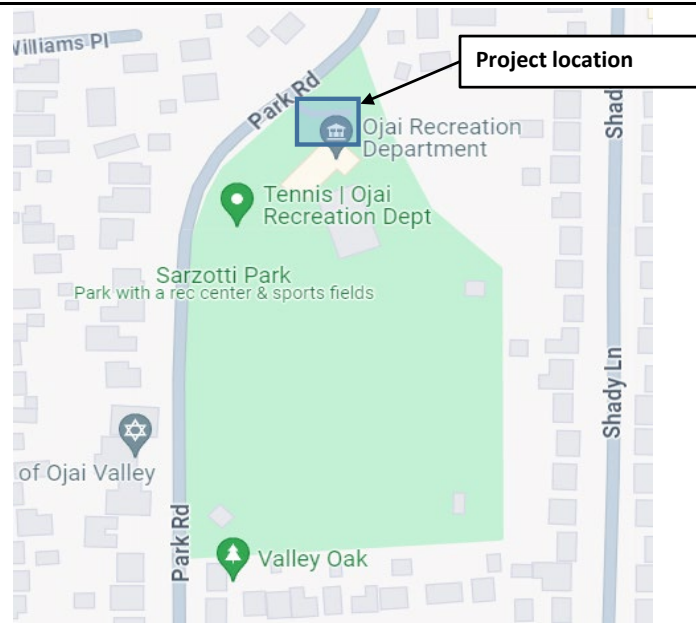 Williams Pl
Project location
Park Rd
Shad
Ojai Recreation
Department
Tennis | Ojai
Recreation Dept
Sarzotti Park
Park with a rec center & sports fields
Shady Ln
of Ojai Valley
Park Rd
Valley Oak